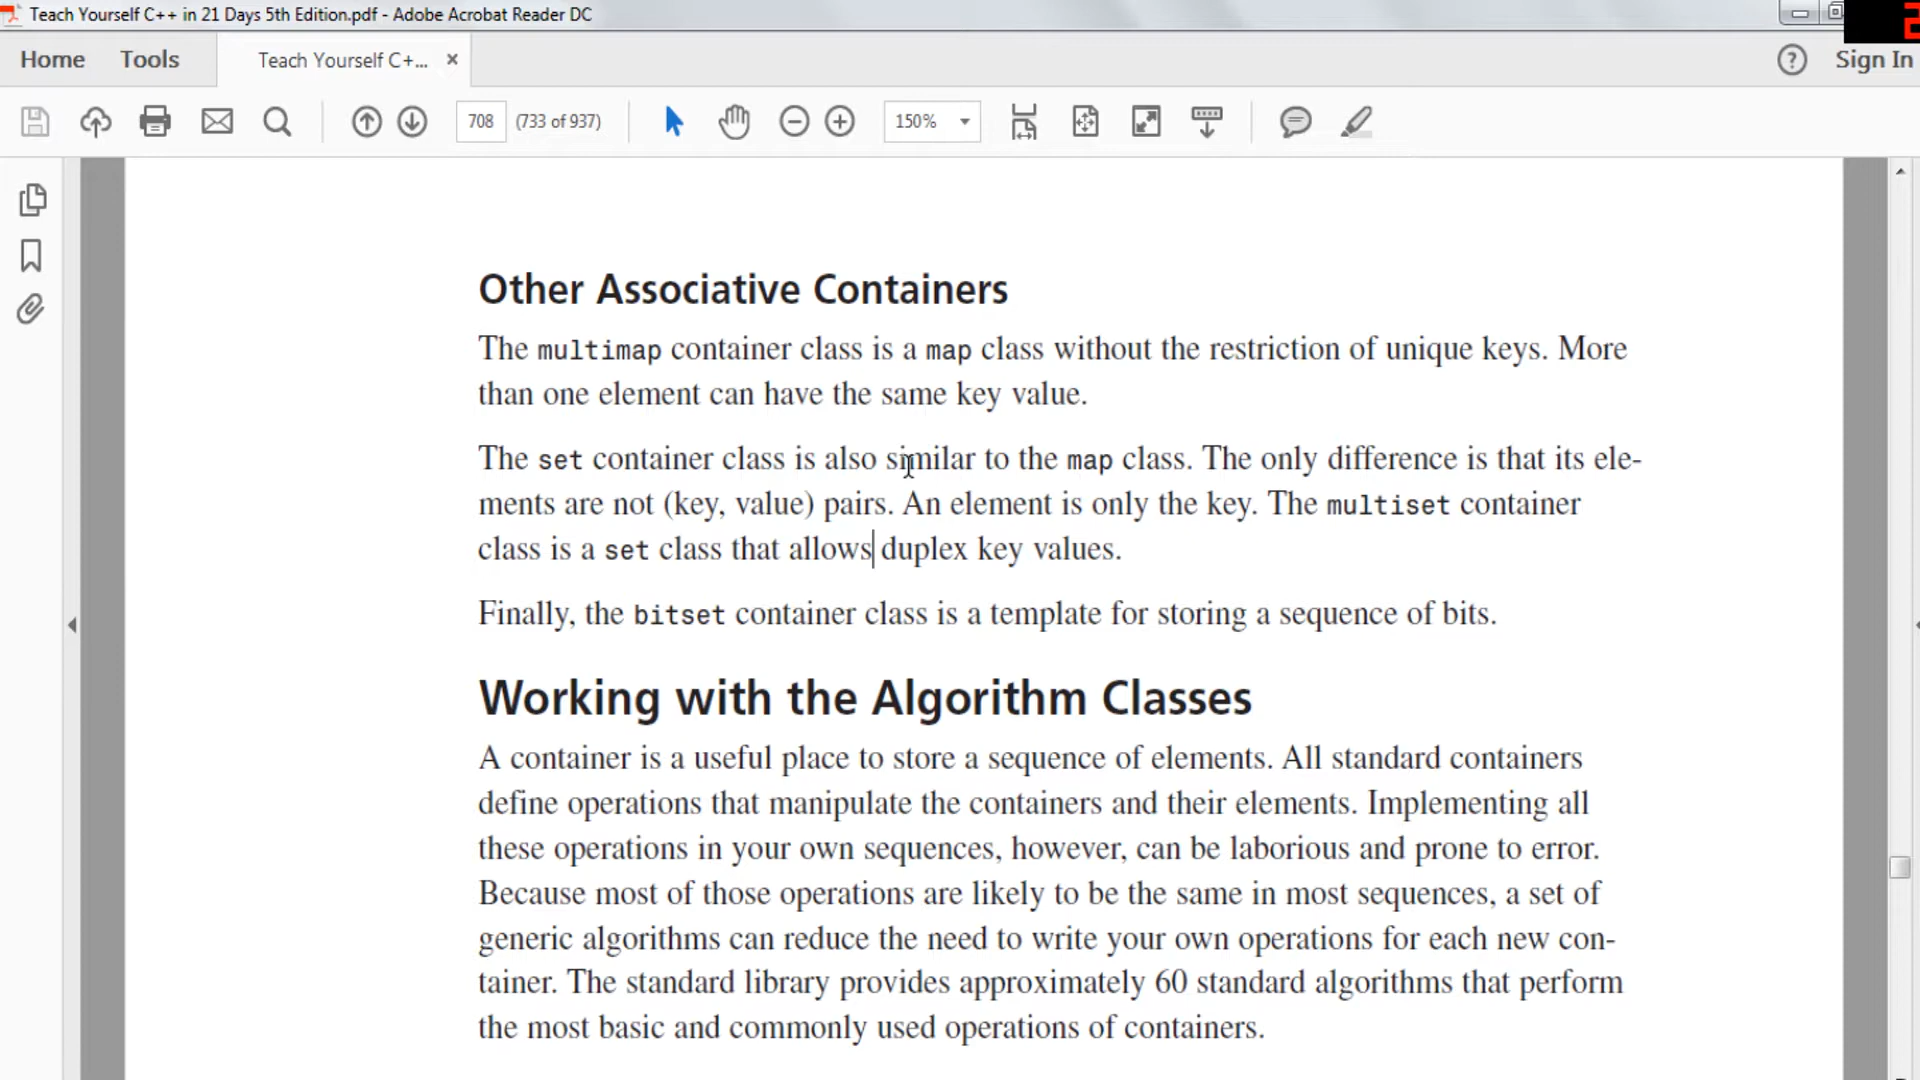 Teach Yourself C++ in 21 Days 5th Edition.pdf - Adobe Acrobat Reader DC
Home Tools Teach Yourself C+... × Sign In
708 (733 of 937) 150%
Other Associative Containers
The multimap container class is a map class without the restriction of unique keys. More
than one element can have the same key value.
The set container class is also similar to the map class. The only difference is that its ele-
ments are not (key, value) pairs. An element is only the key. The multiset container
class is a set class that allows duplex key values.
Finally, the bitset container class is a template for storing a sequence of bits.
Working with the Algorithm Classes
A container is a useful place to store a sequence of elements. All standard containers
define operations that manipulate the containers and their elements. Implementing all
these operations in your own sequences, however, can be laborious and prone to error.
Because most of those operations are likely to be the same in most sequences, a set of
generic algorithms can reduce the need to write your own operations for each new con-
tainer. The standard library provides approximately 60 standard algorithms that perform
the most basic and commonly used operations of containers.